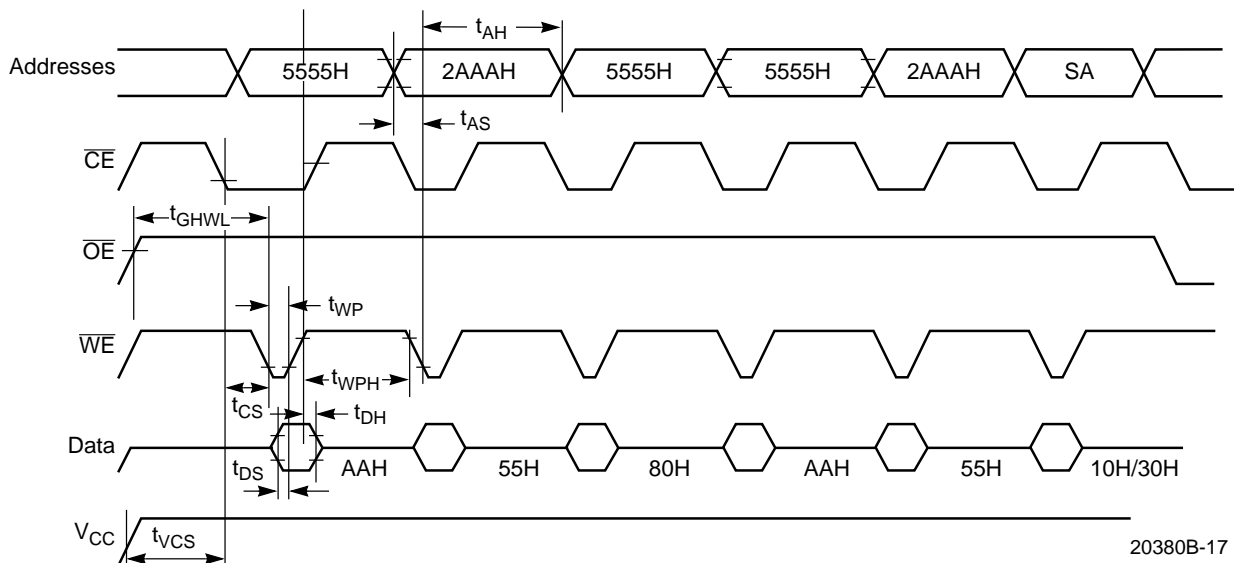 tAH
Addresses 5555H 2AAAH 5555H 5555H 2AAAH SA
tAS
CE
tGHWL
OE
tWP
WE
tWPH
tCS tDH
Data
tDS AAH 55H 80H AAH 55H 10H/30H
VCC tVCS
20380B-17